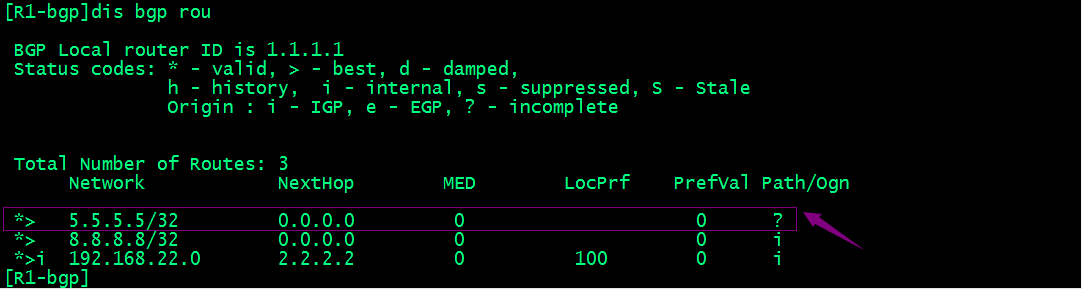 [R1-bgp]dis bgp rou
BGP Local router ID is 1.1.1.1
Status codes: * - valid, > - best, d - damped,
h - history,  i - internal, s - suppressed, S - Stale
Origin : i - IGP, e - EGP, ? - incomplete
Total Number of Routes: 3
Network            NextHop        MED        LocPrf    PrefVal Path/Ogn
*>   5.5.5.5/32         0.0.0.0        0                     0      ?
*>   8.8.8.8/32         0.0.0.0        0                     0      i
*>i  192.168.22.0       2.2.2.2        0          100        0      i
[R1-bgp]